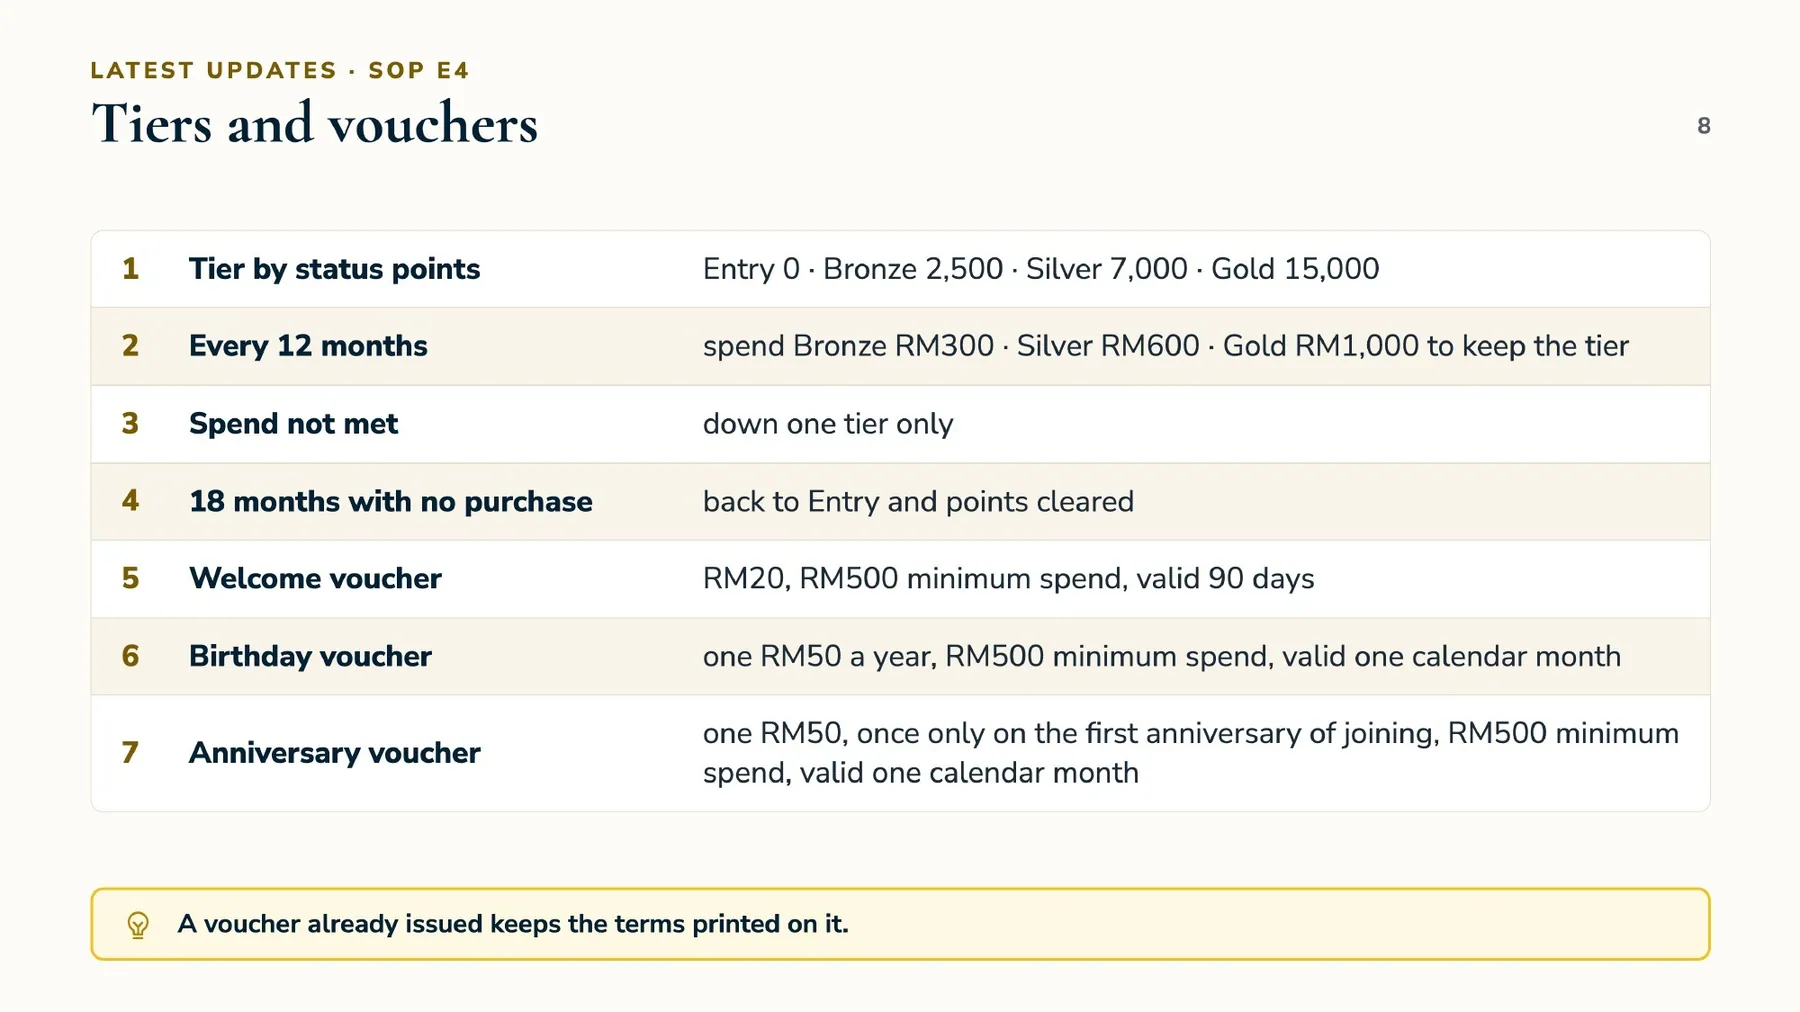 LATEST UPDATES · SOP E4
Tiers and vouchers
8
1 Tier by status points Entry 0 · Bronze 2,500 · Silver 7,000 · Gold 15,000
2 Every 12 months spend Bronze RM300 · Silver RM600 · Gold RM1,000 to keep the tier
3 Spend not met down one tier only
4 18 months with no purchase back to Entry and points cleared
5 Welcome voucher RM20, RM500 minimum spend, valid 90 days
6 Birthday voucher one RM50 a year, RM500 minimum spend, valid one calendar month
7 Anniversary voucher one RM50, once only on the first anniversary of joining, RM500 minimum
spend, valid one calendar month
A voucher already issued keeps the terms printed on it.